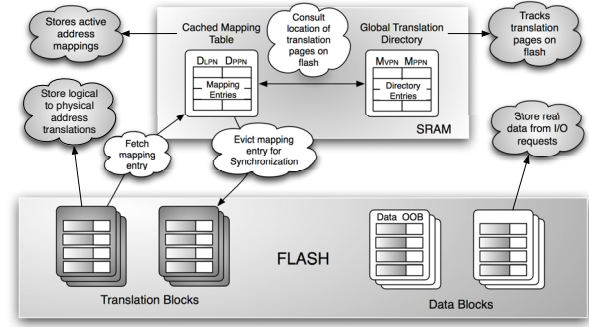 Stores active
address
mappings
Cached Mapping
Table
Consult
location of
translation
pages on
flash
Global Translation
Directory
Tracks
translation
pages on
flash
DLPN DPPN
Mapping
Entries
MVPN MPPN
Directory
Entries
SRAM
Store logical
to physical
address
translations
Fetch
mapping
entry
Evict mapping
entry for
Synchronization
Store real
data from I/O
requests
Data OOB
FLASH
Translation Blocks
Data Blocks